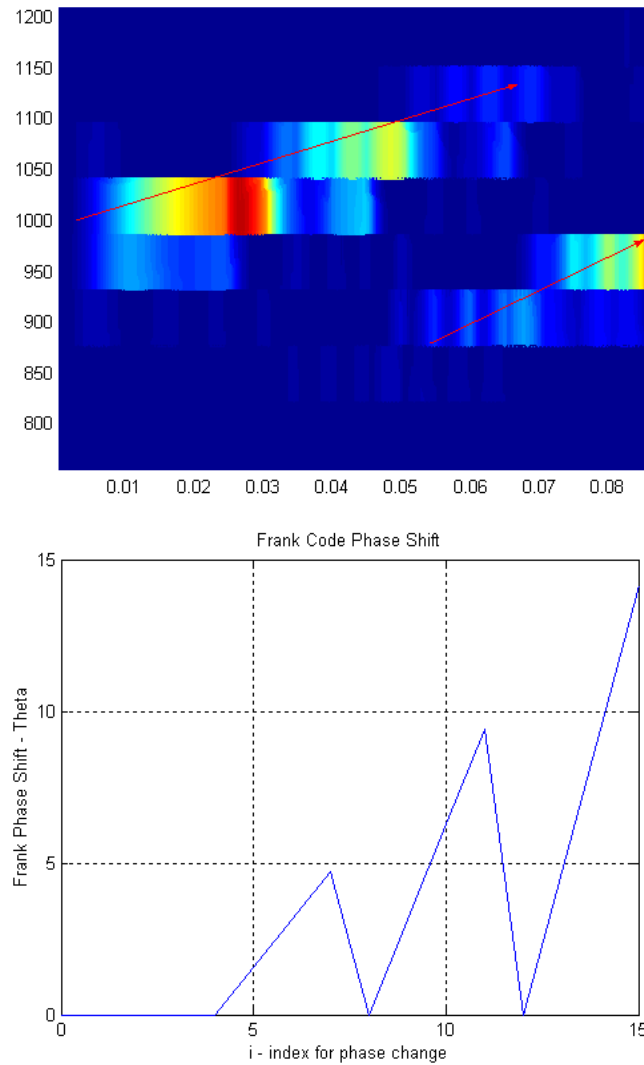 1200
1150
1100
1050
1000
950
900
850
800
0.01 0.02 0.03 0.04 0.05 0.06 0.07 0.08
Frank Code Phase Shift
15
10
5
0
Frank Phase Shift - Theta
0 5 10 15
i - index for phase change